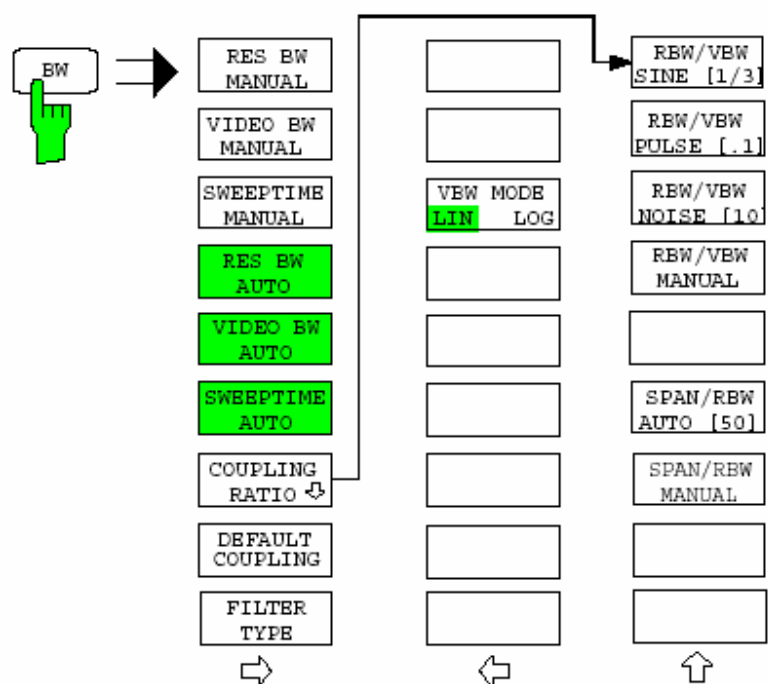 BW
RES BW
MANUAL
VIDEO BW
MANUAL
SWEEPTIME
MANUAL
RES BW
AUTO
VIDEO BW
AUTO
SWEEPTIME
AUTO
COUPLING
RATIO
DEFAULT
COUPLING
FILTER
TYPE
VBW MODE
LIN LOG
RBW/VBW
SINE [1/3]
RBW/VBW
PULSE [.1]
RBW/VBW
NOISE [10
RBW/VBW
MANUAL
SPAN/RBW
AUTO [50]
SPAN/RBW
MANUAL